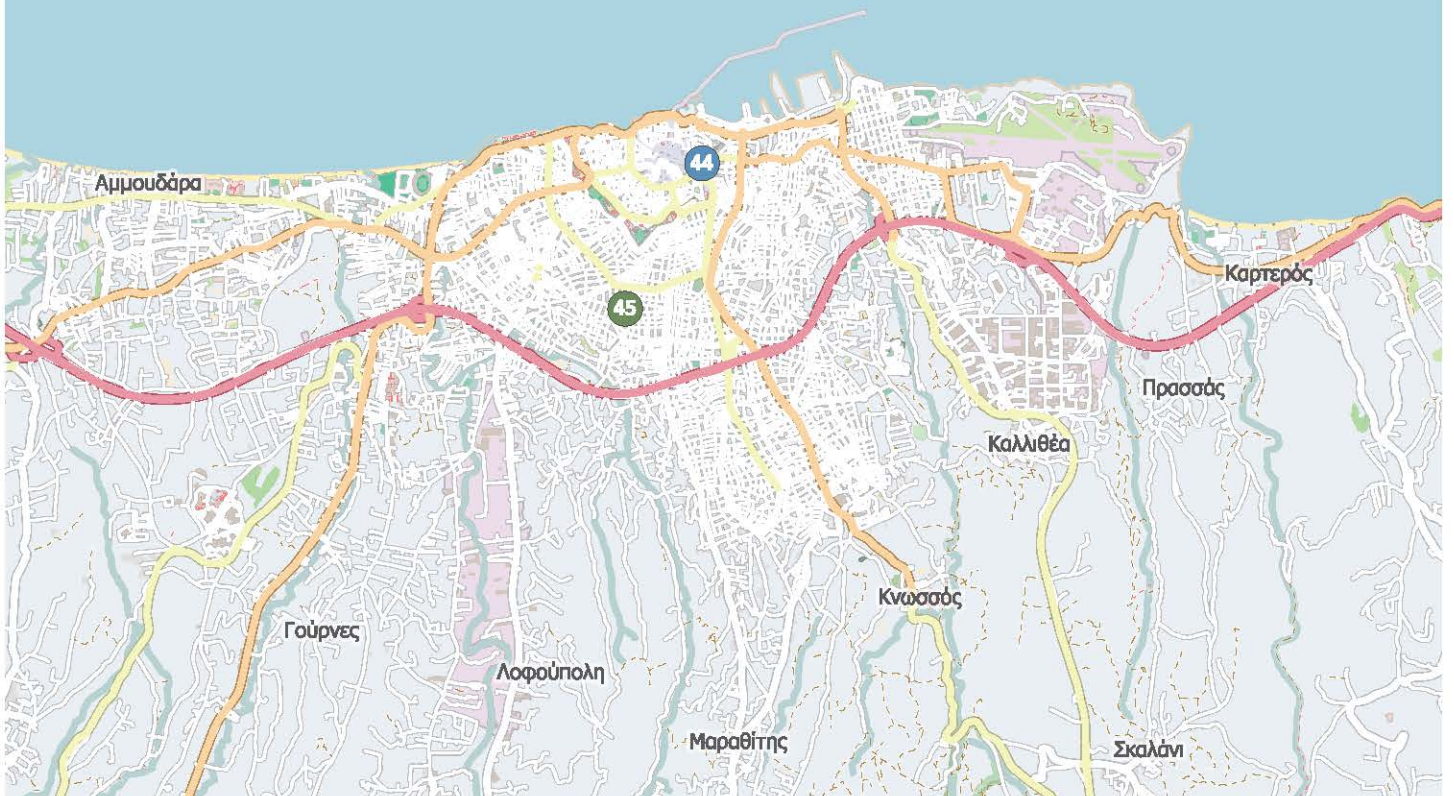 44
Αμμουδάρα
Καρτερός
45
Πρασσάς
Καλλιθέα
Κνωσσός
Γούρνες
Λοφούπολη
Μαραθίτης
Σκαλάνι